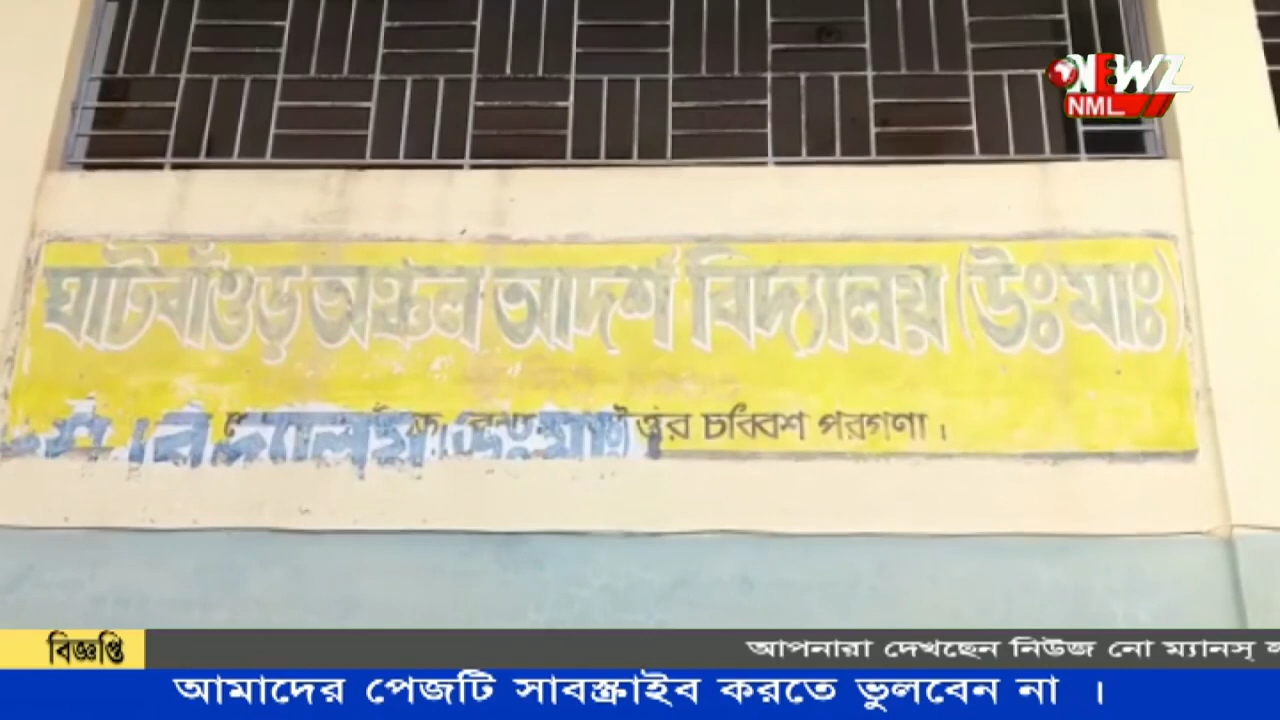 NEWZ
NML
ঘাটবাঁওড় অঞ্চল আদর্শ বিদ্যালয় (উঃ মাঃ)
উত্তর চব্বিশ পরগণা।
বিদ্যালয় উঃ মাঃ
বিজ্ঞপ্তি
আপনারা দেখছেন নিউজ নো ম্যানস্
আমাদের পেজটি সাবস্ক্রাইব করতে ভুলবেন না ।